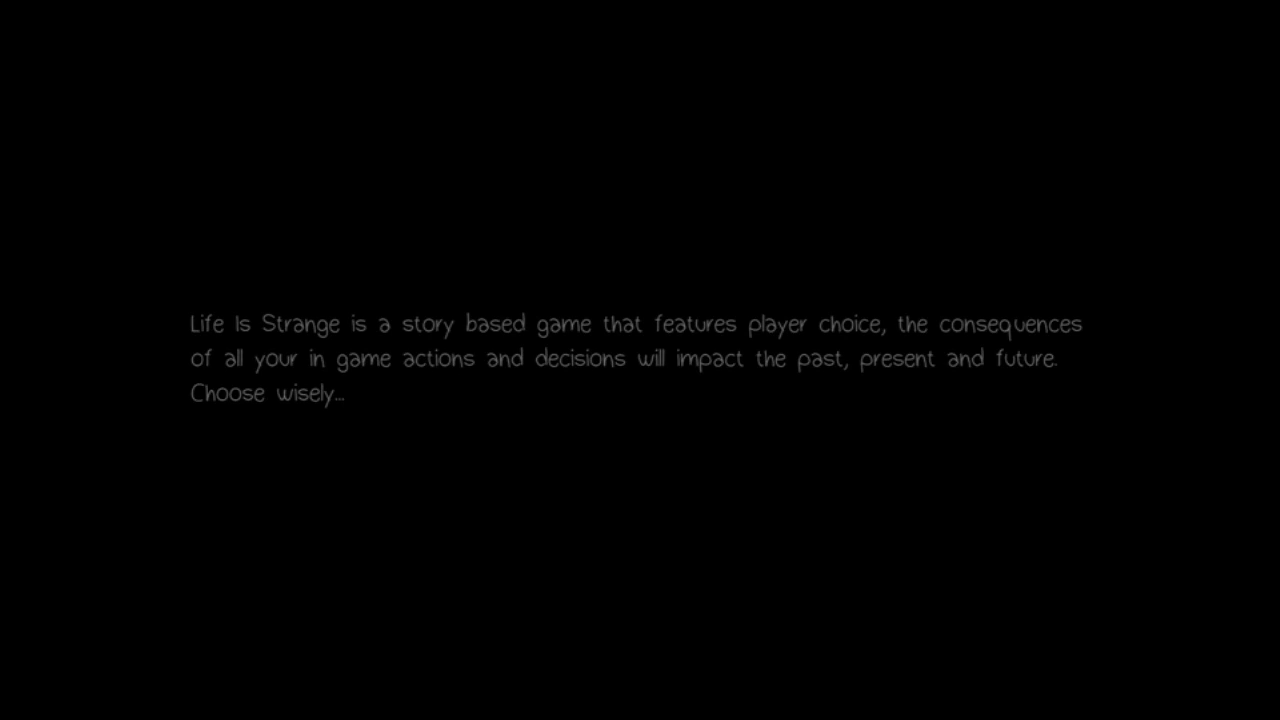 Life Is Strange is a story based game that features player choice, the consequences
of all your in game actions and decisions will impact the past, present and future.
Choose wisely...